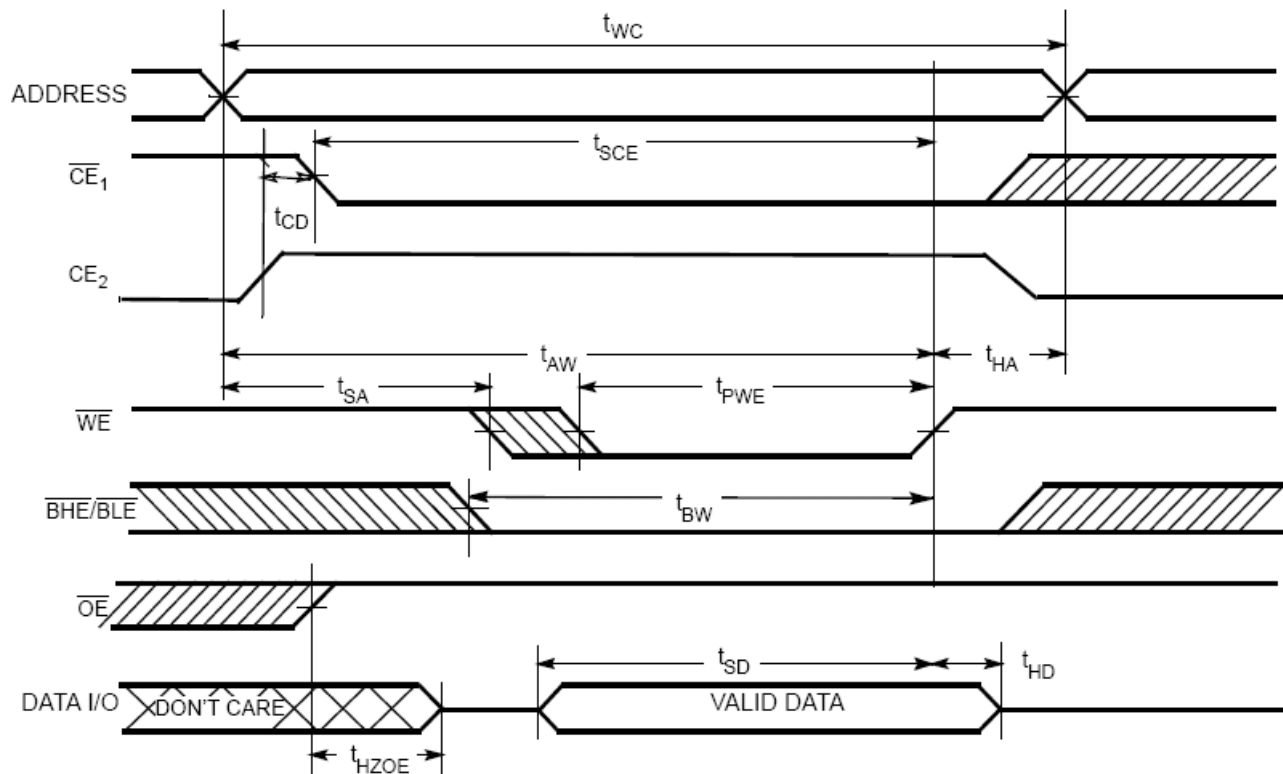 tWC
ADDRESS
tSCE
CE1
tCD
CE2
tAW
tHA
tSA
tPWE
WE
BHE/BLE
tBW
OE
tSD
tHD
DATA I/O
DON'T CARE
VALID DATA
tHZOE